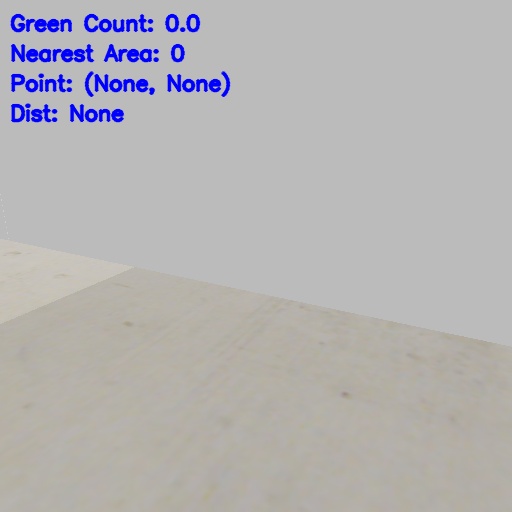 Green Count: 0.0
Nearest Area: 0
Point: (None, None)
Dist: None